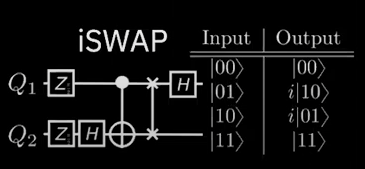 iSWAP
Input Output
|00⟩ |00⟩
|01⟩ i|10⟩
|10⟩ i|01⟩
|11⟩ |11⟩
Q₁ Z H
Q₂ Z H